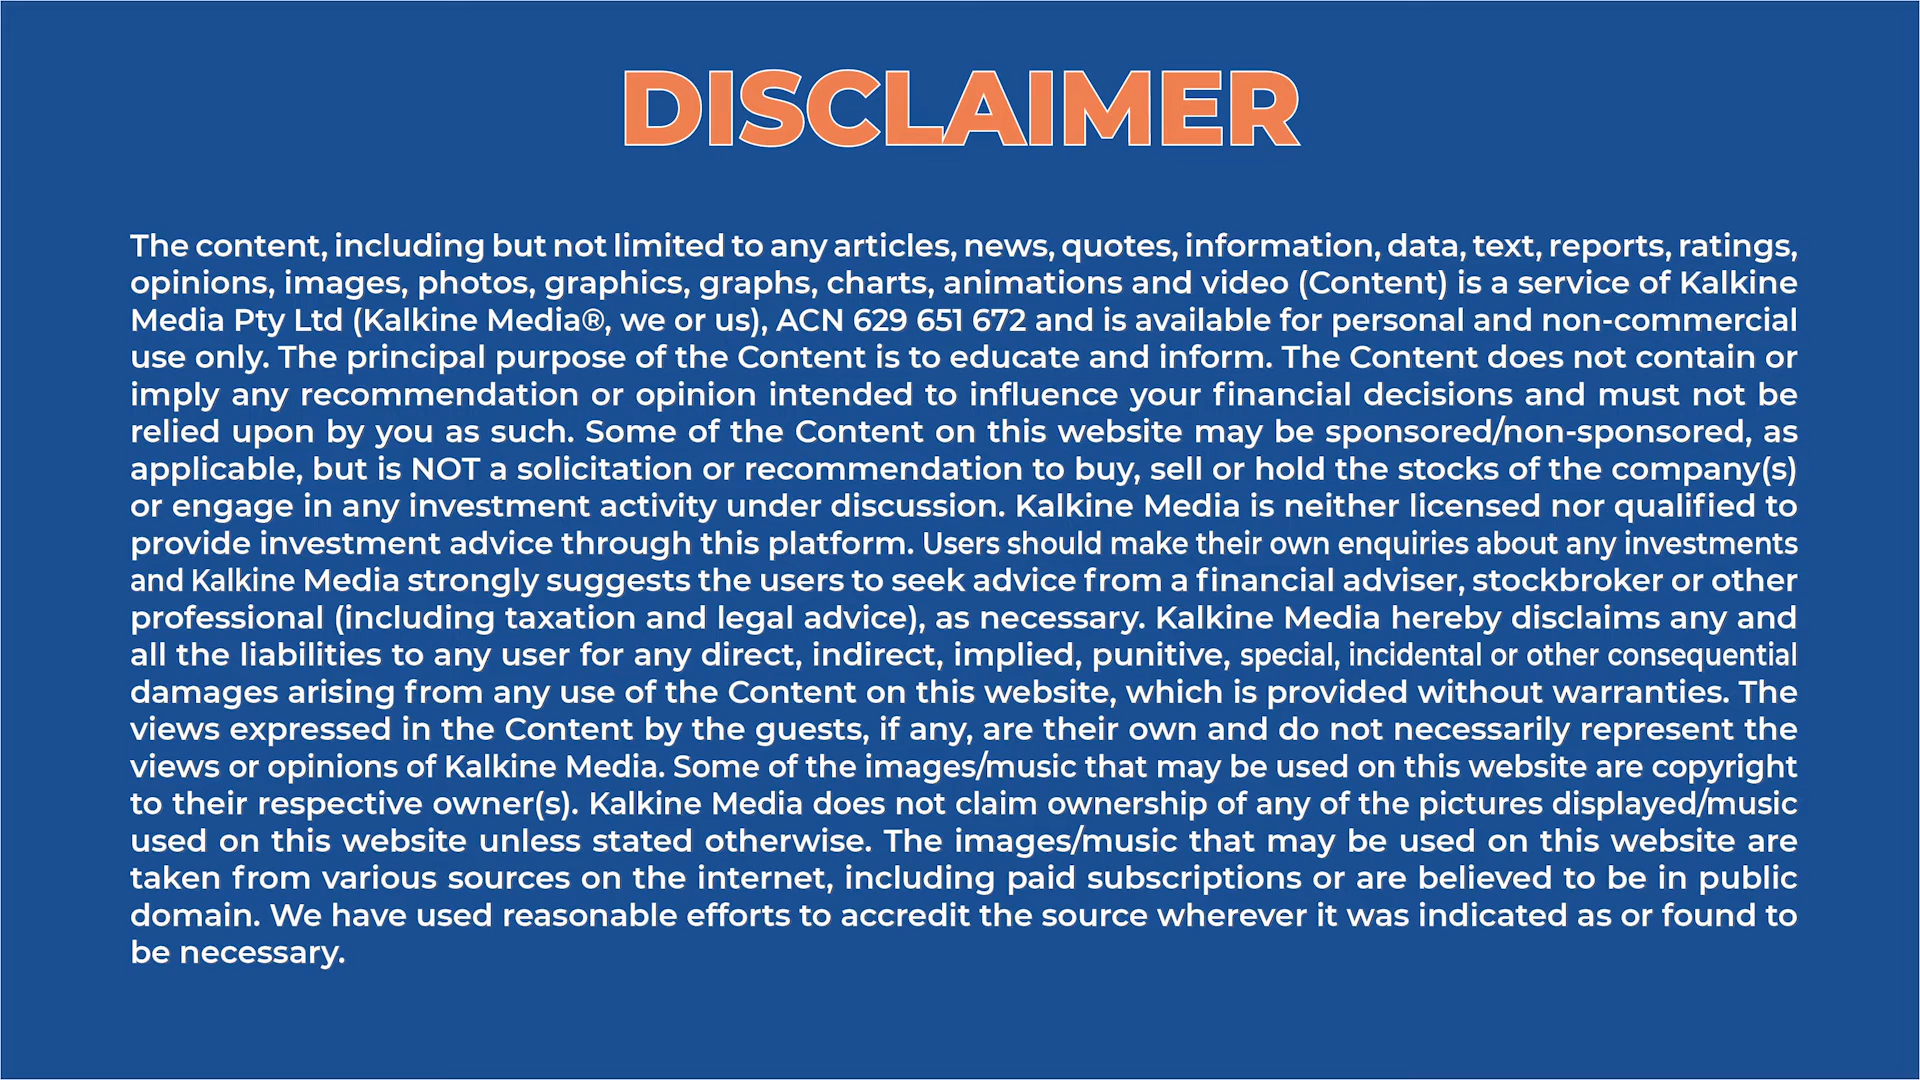 DISCLAIMER
The content, including but not limited to any articles, news, quotes, information, data, text, reports, ratings,
opinions, images, photos, graphics, graphs, charts, animations and video (Content) is a service of Kalkine
Media Pty Ltd (Kalkine Media®, we or us), ACN 629 651 672 and is available for personal and non-commercial
use only. The principal purpose of the Content is to educate and inform. The Content does not contain or
imply any recommendation or opinion intended to influence your financial decisions and must not be
relied upon by you as such. Some of the Content on this website may be sponsored/non-sponsored, as
applicable, but is NOT a solicitation or recommendation to buy, sell or hold the stocks of the company(s)
or engage in any investment activity under discussion. Kalkine Media is neither licensed nor qualified to
provide investment advice through this platform. Users should make their own enquiries about any investments
and Kalkine Media strongly suggests the users to seek advice from a financial adviser, stockbroker or other
professional (including taxation and legal advice), as necessary. Kalkine Media hereby disclaims any and
all the liabilities to any user for any direct, indirect, implied, punitive, special, incidental or other consequential
damages arising from any use of the Content on this website, which is provided without warranties. The
views expressed in the Content by the guests, if any, are their own and do not necessarily represent the
views or opinions of Kalkine Media. Some of the images/music that may be used on this website are copyright
to their respective owner(s). Kalkine Media does not claim ownership of any of the pictures displayed/music
used on this website unless stated otherwise. The images/music that may be used on this website are
taken from various sources on the internet, including paid subscriptions or are believed to be in public
domain. We have used reasonable efforts to accredit the source wherever it was indicated as or found to
be necessary.